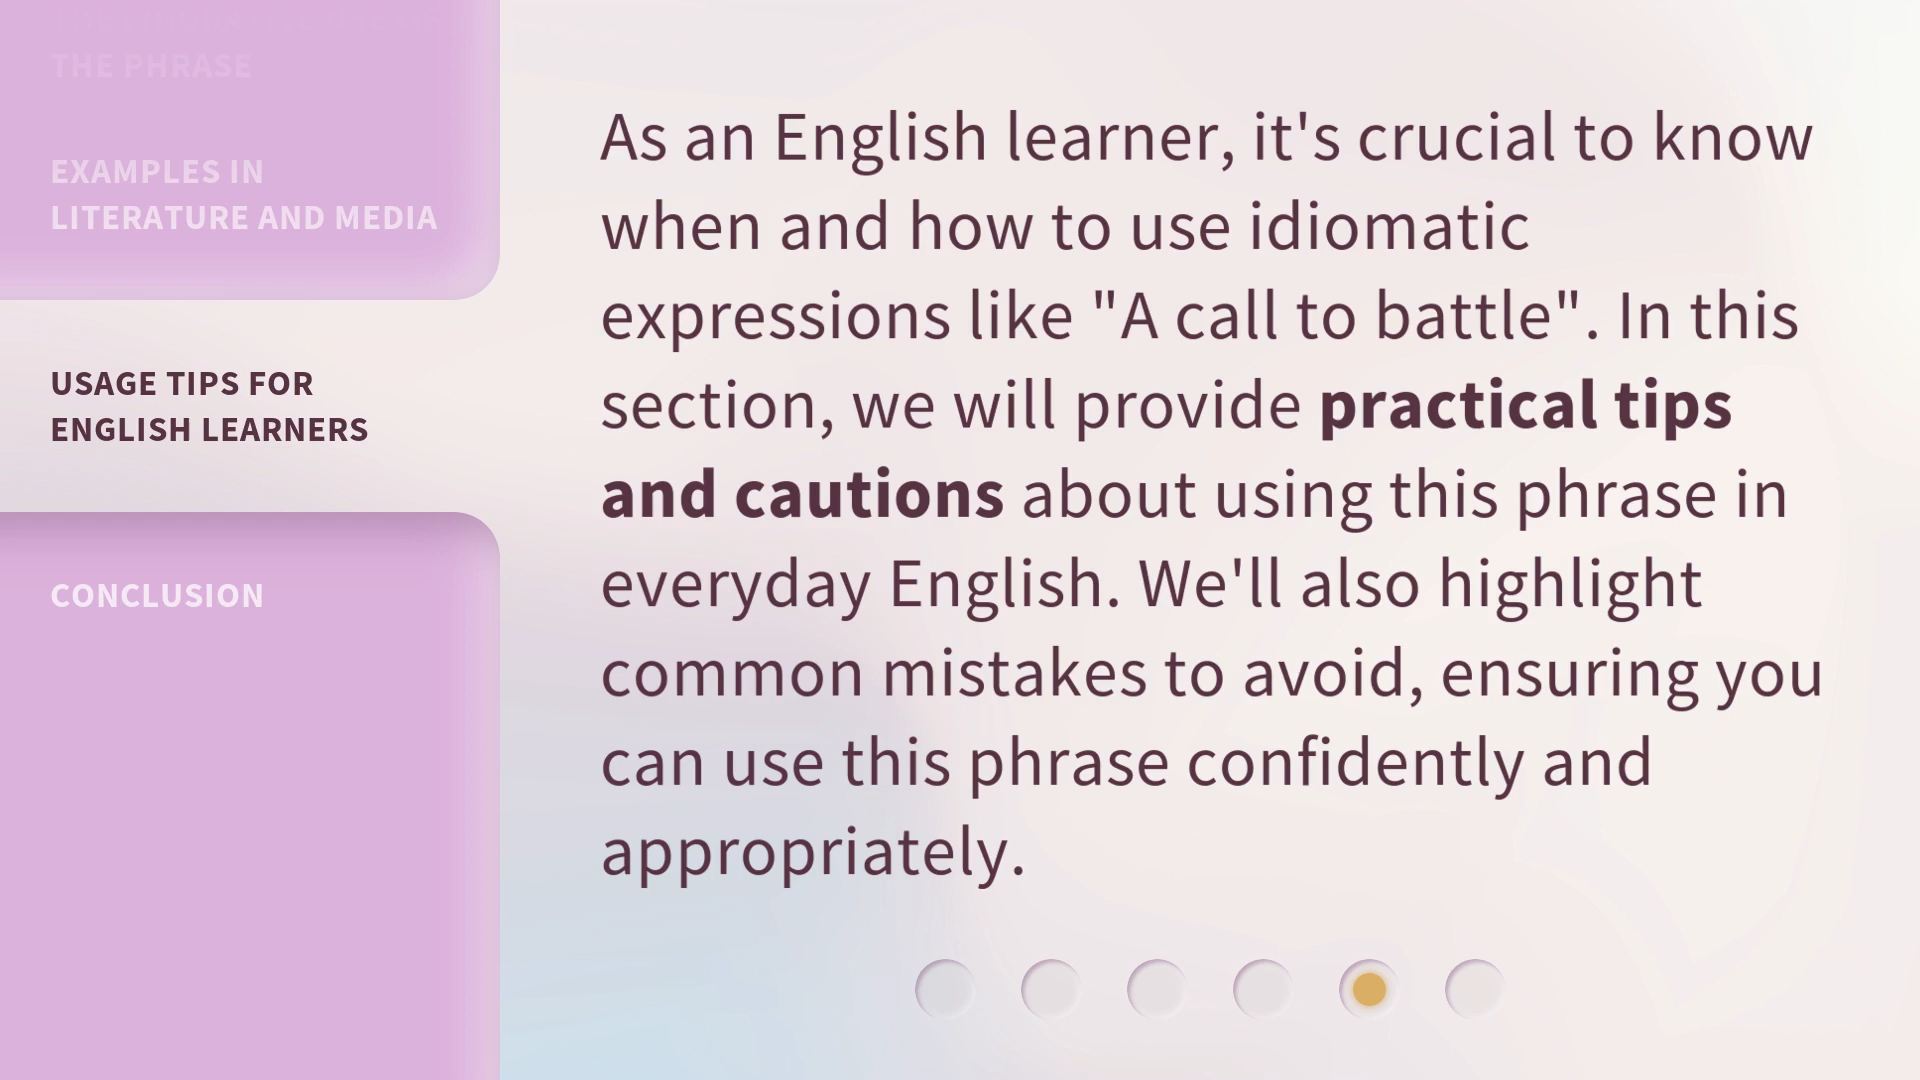 THE PHRASE
EXAMPLES IN
LITERATURE AND MEDIA
USAGE TIPS FOR
ENGLISH LEARNERS
CONCLUSION
As an English learner, it's crucial to know
when and how to use idiomatic
expressions like "A call to battle". In this
section, we will provide practical tips
and cautions about using this phrase in
everyday English. We'll also highlight
common mistakes to avoid, ensuring you
can use this phrase confidently and
appropriately.